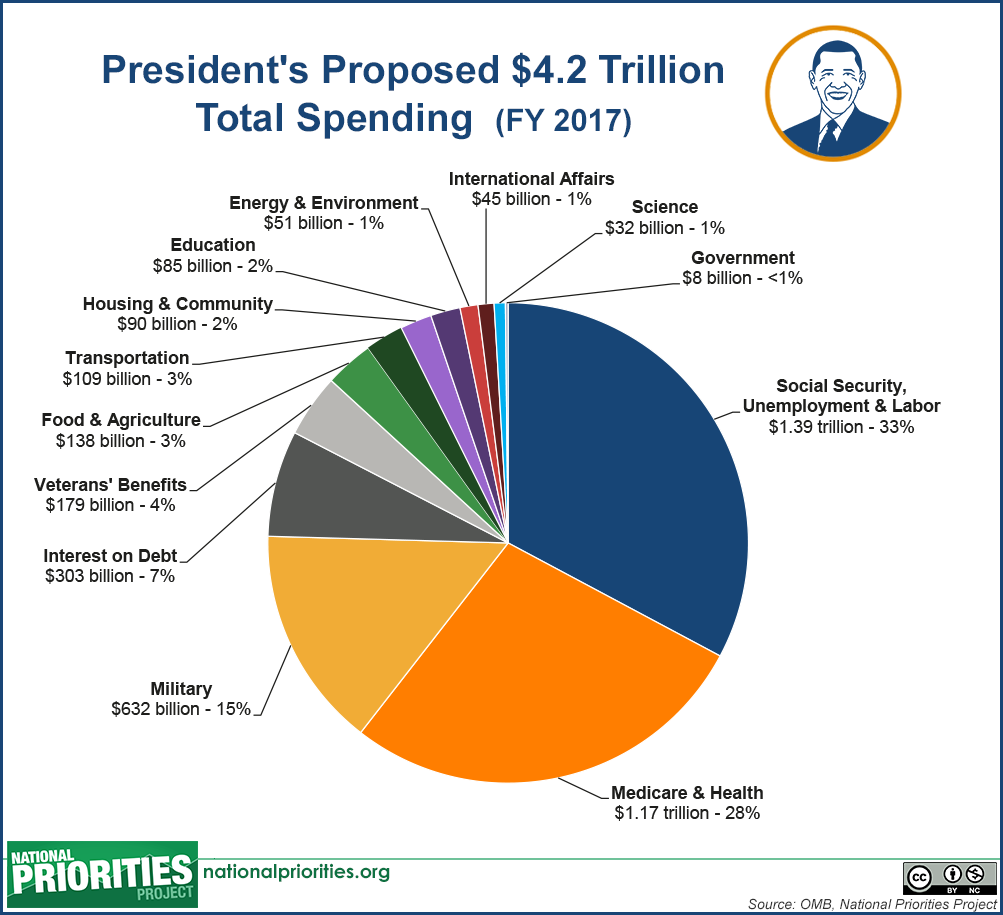 President's Proposed $4.2 Trillion
Total Spending (FY 2017)
International Affairs
$45 billion - 1%
Energy & Environment
$51 billion - 1%
Science
$32 billion - 1%
Education
$85 billion - 2%
Government
$8 billion - <1%
Housing & Community
$90 billion - 2%
Transportation
$109 billion - 3%
Social Security,
Unemployment & Labor
$1.39 trillion - 33%
Food & Agriculture
$138 billion - 3%
Veterans' Benefits
$179 billion - 4%
Interest on Debt
$303 billion - 7%
Military
$632 billion - 15%
Medicare & Health
$1.17 trillion - 28%
NATIONAL
PRIORITIES
PROJECT
nationalpriorities.org
cc
BY NC
Source: OMB, National Priorities Project